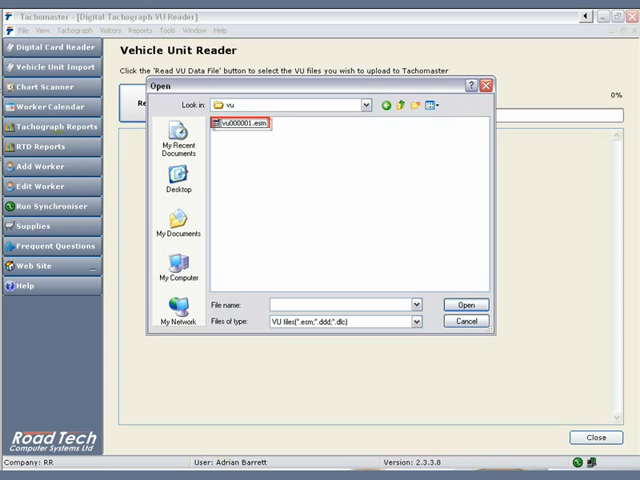 Tachomaster - [Digital Tachograph VU Reader]
File View Tachograph Visitors Reports Tools Window Help
Digital Card Reader
Vehicle Unit Import
Chart Scanner
Worker Calendar
Tachograph Reports
RTD Reports
Add Worker
Edit Worker
Run Synchroniser
Supplies
Frequent Questions
Web Site
Help
Vehicle Unit Reader
Click the 'Read VU Data File' button to select the VU files you wish to upload to Tachomaster
0%
Open
Look in: vu
vu000001.esm
My Recent
Documents
Desktop
My Documents
My Computer
My Network
File name:
Open
Files of type: VU files(*.esm;*.ddd;*.dlc)
Cancel
Close
Road Tech
Computer Systems Ltd
Company: RR
User: Adrian Barrett
Version: 2.3.3.8